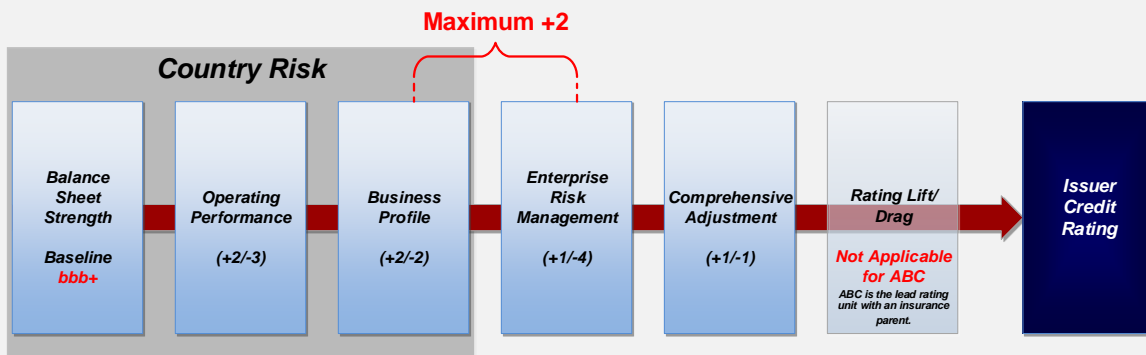 Maximum +2
Country Risk
Balance
Sheet
Strength
Baseline
bbb+
Operating
Performance
(+2/-3)
Business
Profile
(+2/-2)
Enterprise
Risk
Management
(+1/-4)
Comprehensive
Adjustment
(+1/-1)
Rating Lift/
Drag
Not Applicable
for ABC
ABC is the lead rating
unit with an insurance
parent.
Issuer
Credit
Rating